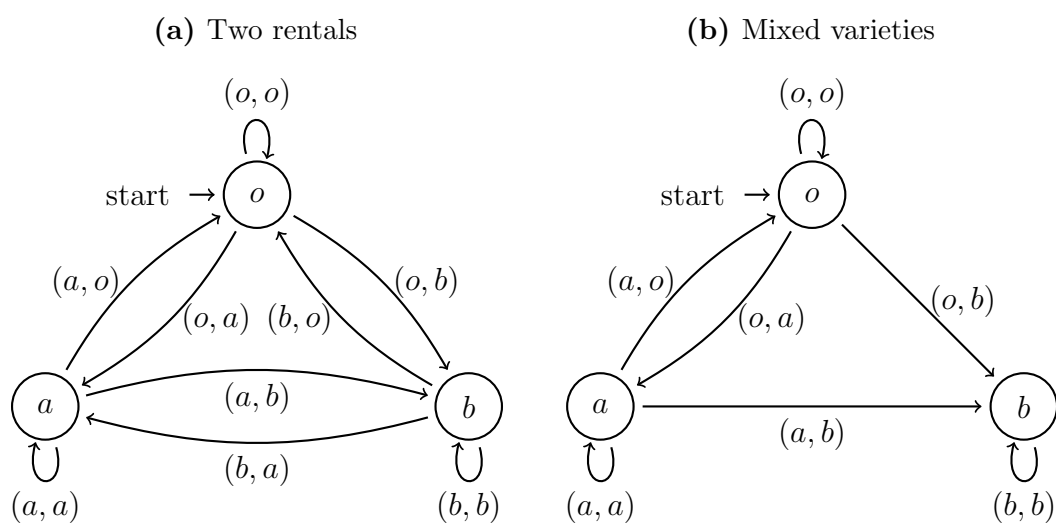 (a) Two rentals
(o, o)
start
o
(a, o)
(o, a)
(b, o)
(o, b)
a
(a, b)
b
(b, a)
(a, a)
(b, b)
(b) Mixed varieties
(o, o)
start
o
(a, o)
(o, a)
(o, b)
a
(a, b)
b
(a, a)
(b, b)